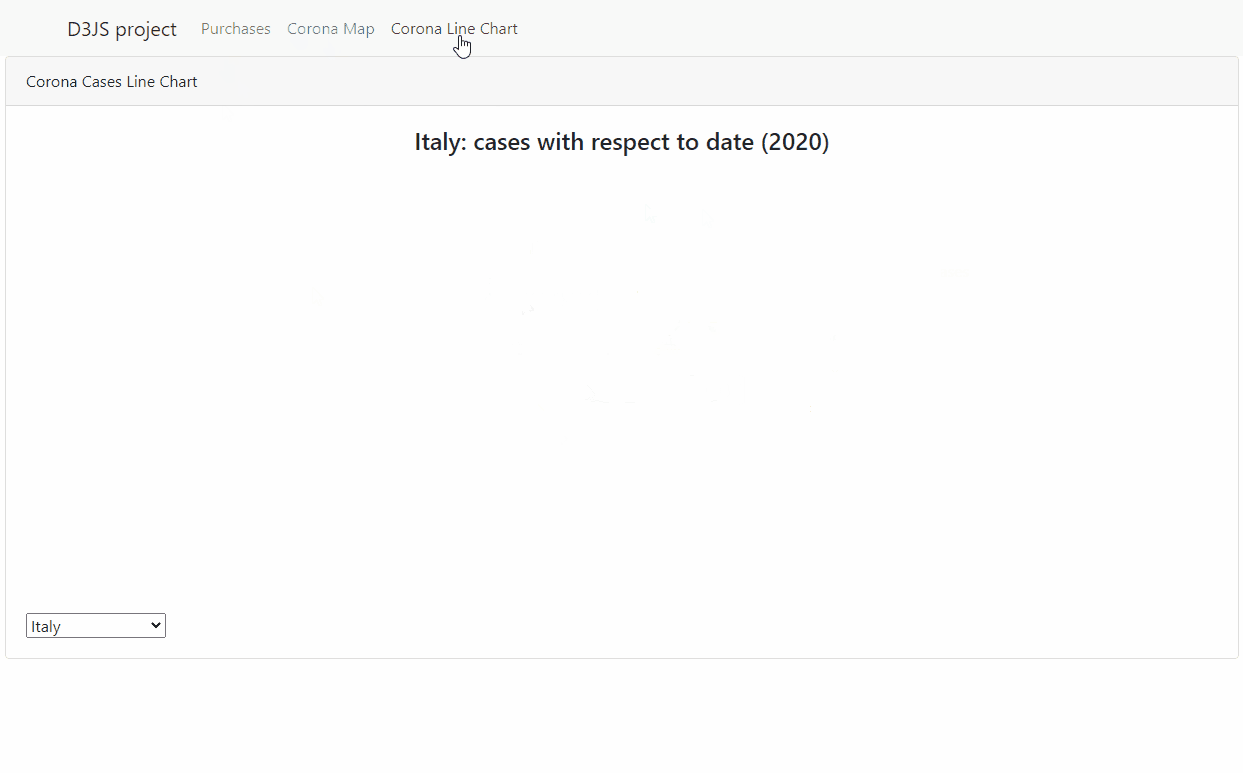 D3JS project Purchases Corona Map Corona Line Chart
Corona Cases Line Chart
Italy: cases with respect to date (2020)
Italy